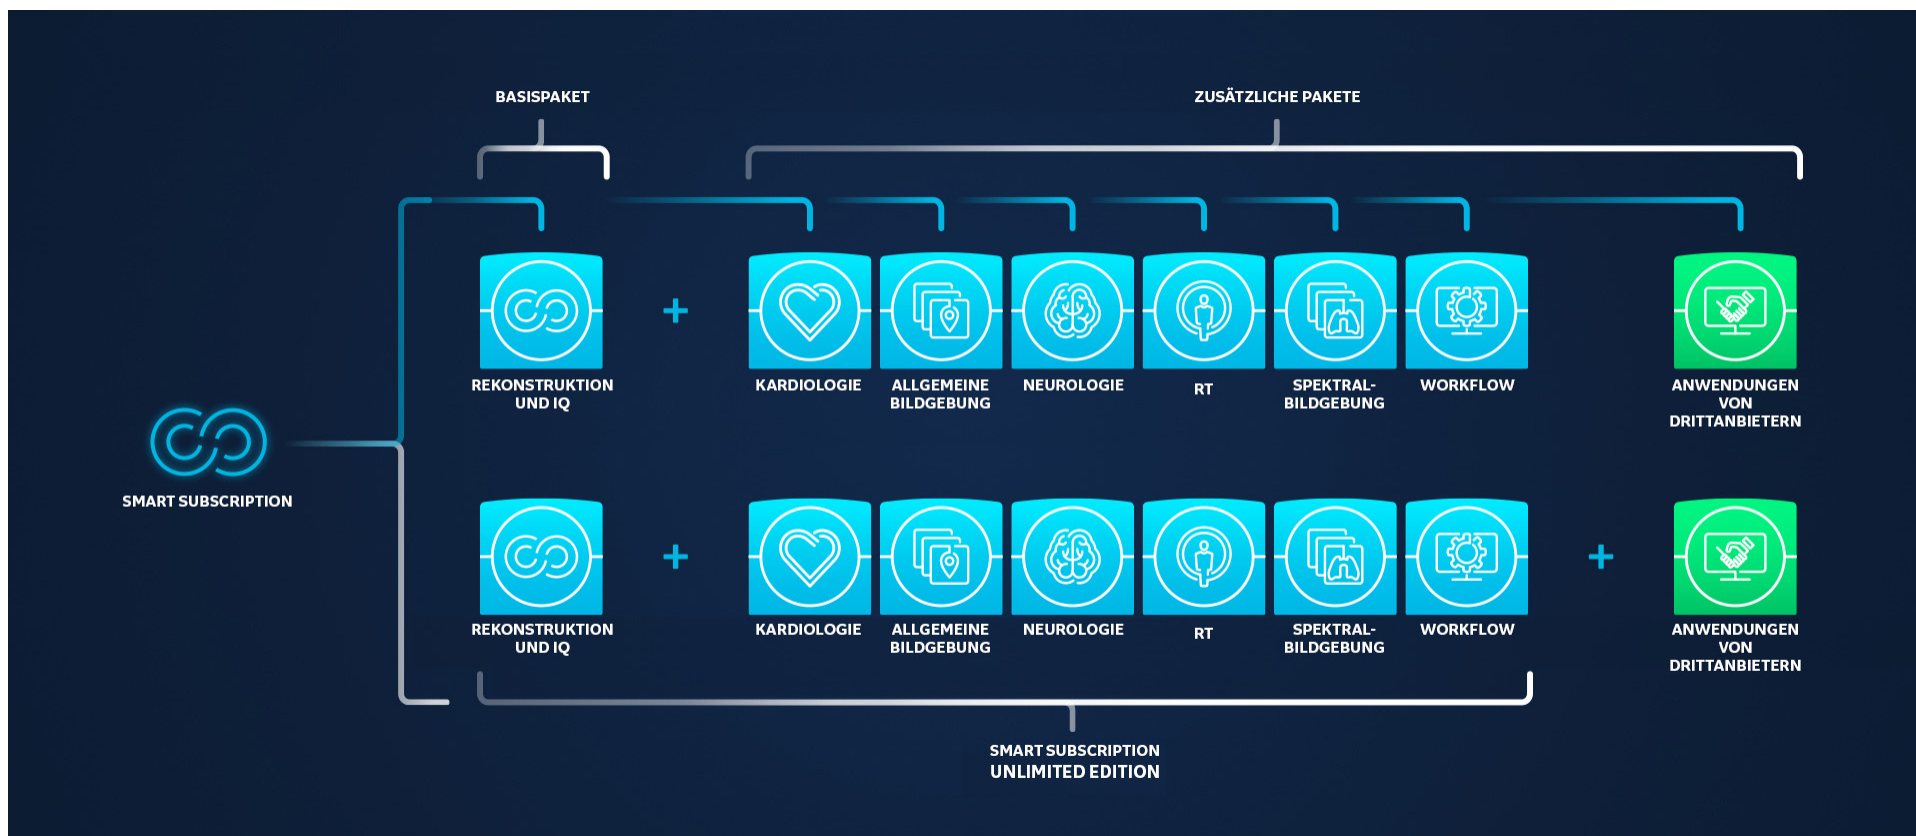 BASISPAKET
ZUSÄTZLICHE PAKETE
REKONSTRUKTION
UND IQ
KARDIOLOGIE
ALLGEMEINE
BILDGEBUNG
NEUROLOGIE
RT
SPEKTRAL-
BILDGEBUNG
WORKFLOW
ANWENDUNGEN
VON
DRITTANBIETERN
SMART SUBSCRIPTION
REKONSTRUKTION
UND IQ
KARDIOLOGIE
ALLGEMEINE
BILDGEBUNG
NEUROLOGIE
RT
SPEKTRAL-
BILDGEBUNG
WORKFLOW
ANWENDUNGEN
VON
DRITTANBIETERN
SMART SUBSCRIPTION
UNLIMITED EDITION